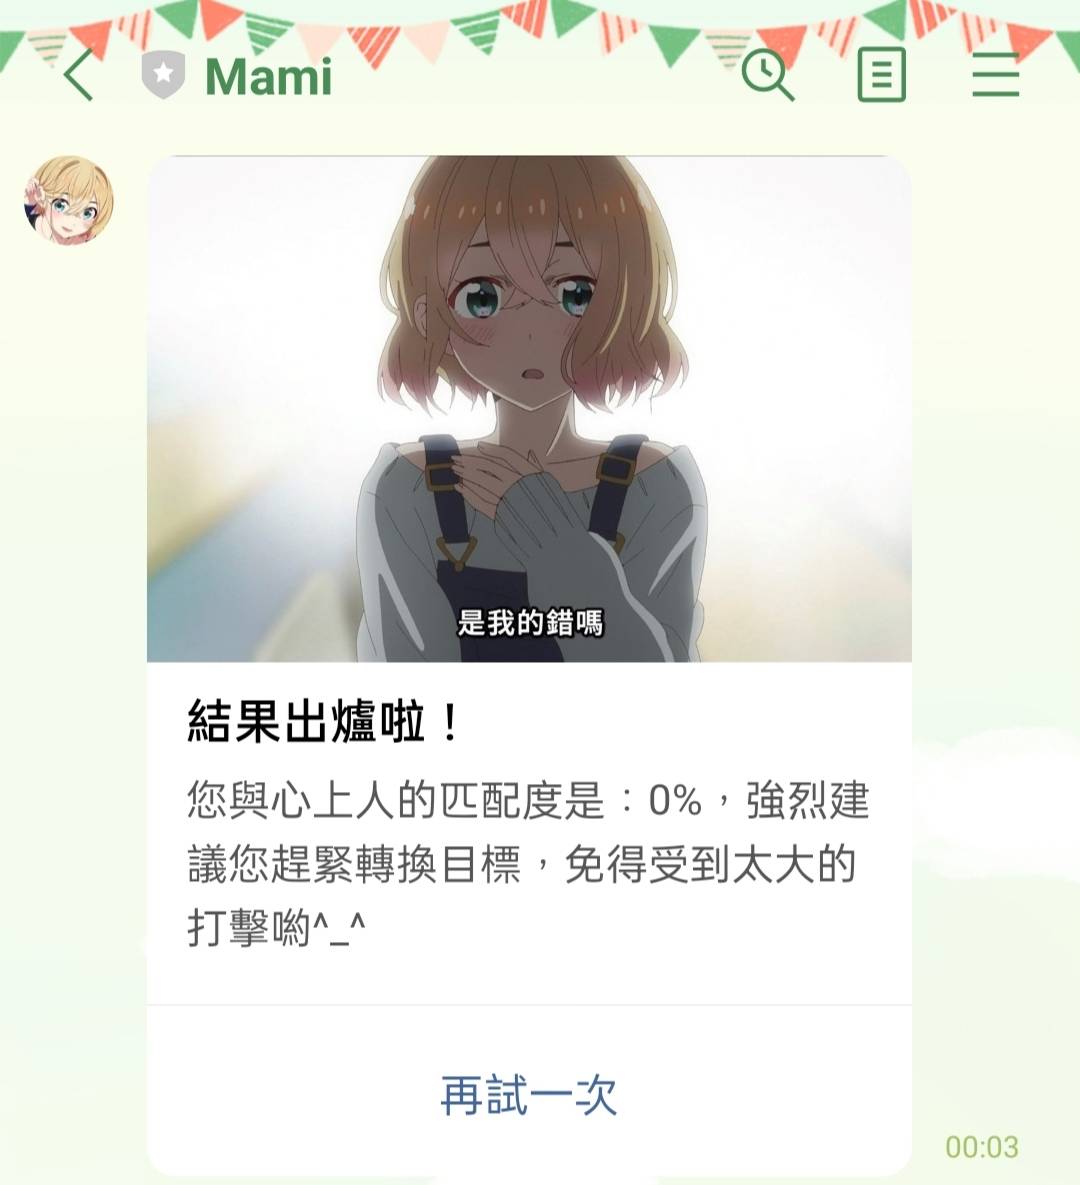 Mami
是我的錯嗎
結果出爐啦！
您與心上人的匹配度是：0%，強烈建
議您趕緊轉換目標，免得受到太大的
打擊喲^_^
再試一次
00:03